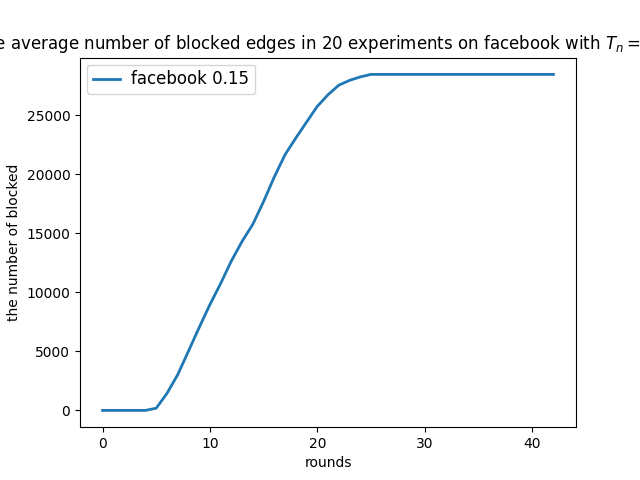 average number of blocked edges in 20 experiments on facebook with Tₙ =
facebook 0.15
the number of blocked
25000
20000
15000
10000
5000
0
0 10 20 30 40
rounds